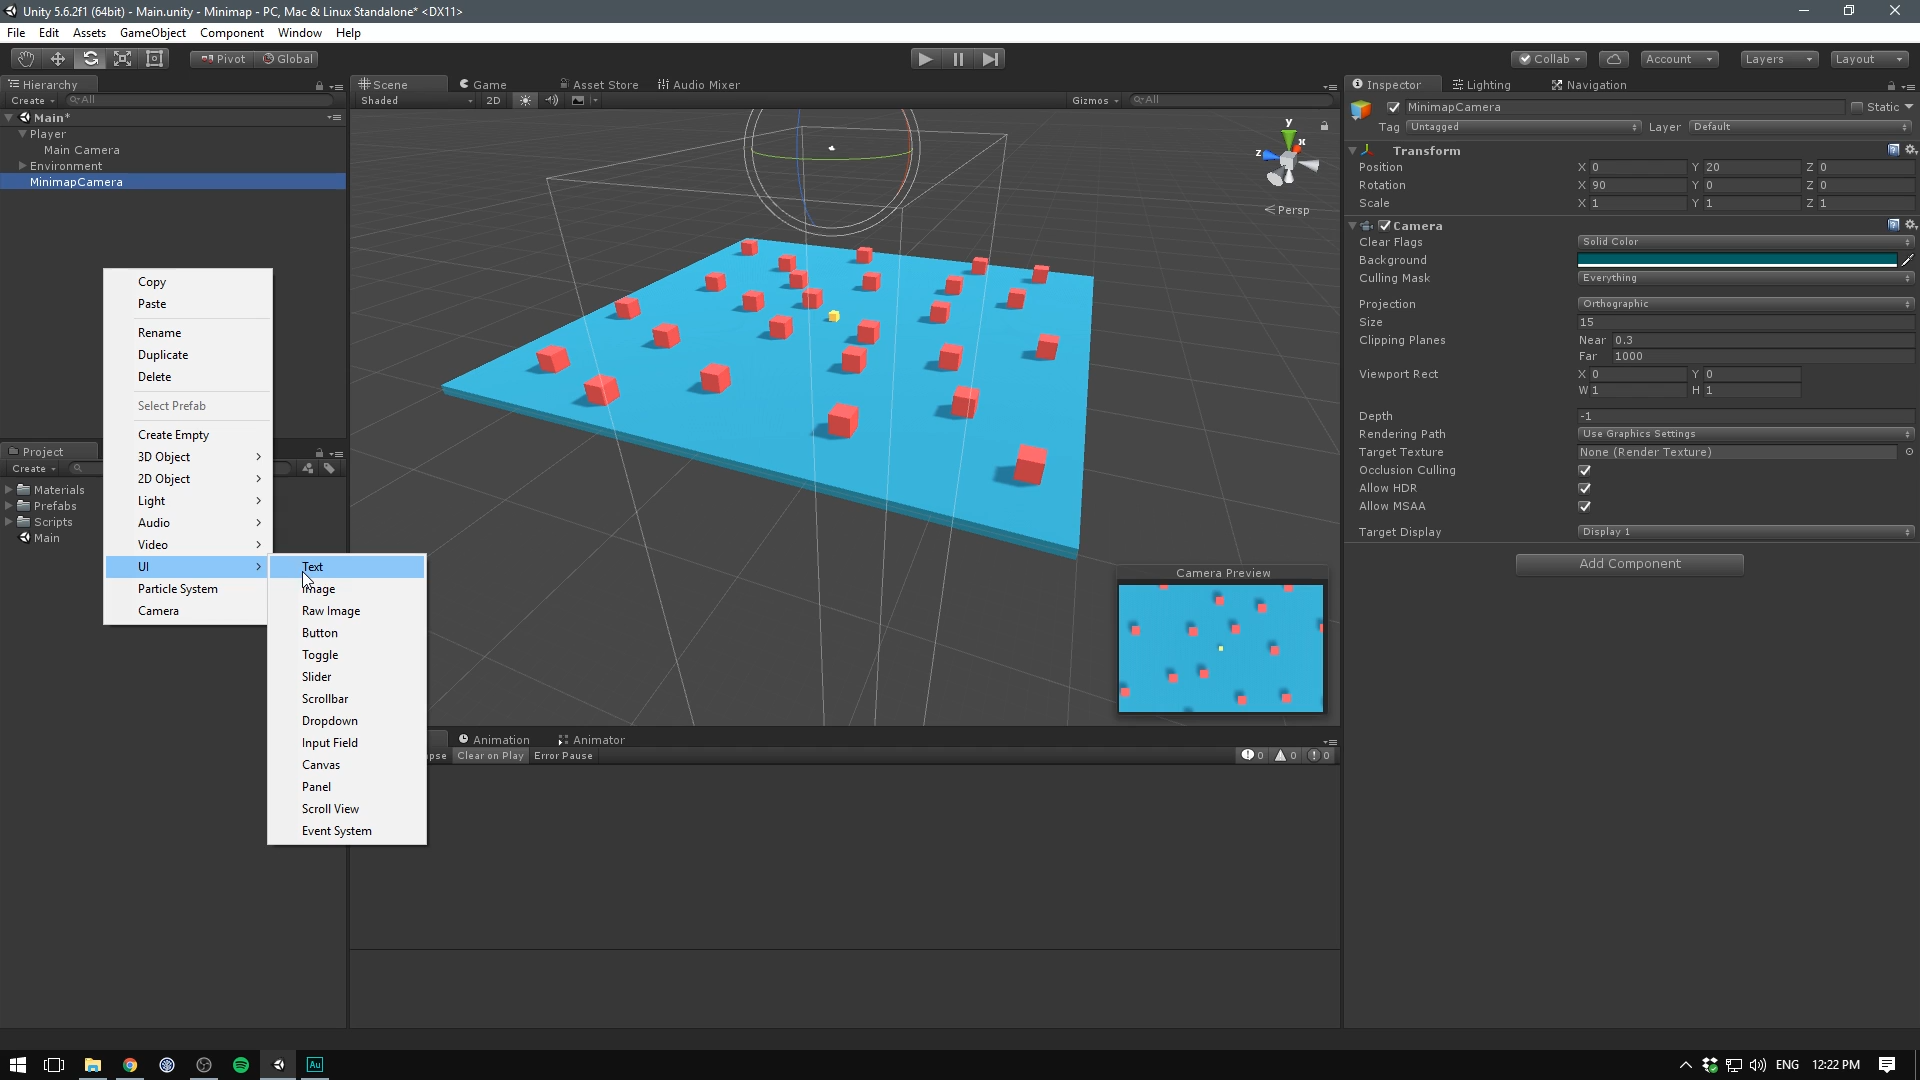 Unity 5.6.2f1 (64bit) - Main.unity - Minimap - PC, Mac & Linux Standalone* <DX11>
File Edit Assets GameObject Component Window Help
Pivot Global Collab Account Layers Layout
Hierarchy
Create All
Main*
Player
Main Camera
Environment
MinimapCamera
Copy
Paste
Rename
Duplicate
Delete
Select Prefab
Create Empty
3D Object
2D Object
Light
Audio
Video
UI
Particle System
Camera
Text
Image
Raw Image
Button
Toggle
Slider
Scrollbar
Dropdown
Input Field
Canvas
Panel
Scroll View
Event System
Project
Create
Materials
Prefabs
Scripts
Main
Scene Game Asset Store Audio Mixer
Shaded 2D Gizmos All
y
x
z
Persp
Camera Preview
Animation Animator
pse Clear on Play Error Pause 0 0 0
Inspector Lighting Navigation
MinimapCamera Static
Tag Untagged Layer Default
Transform
Position X 0 Y 20 Z 0
Rotation X 90 Y 0 Z 0
Scale X 1 Y 1 Z 1
Camera
Clear Flags Solid Color
Background
Culling Mask Everything
Projection Orthographic
Size 15
Clipping Planes Near 0.3
Far 1000
Viewport Rect X 0 Y 0
W 1 H 1
Depth -1
Rendering Path Use Graphics Settings
Target Texture None (Render Texture)
Occlusion Culling
Allow HDR
Allow MSAA
Target Display Display 1
Add Component
Au ENG 12:22 PM